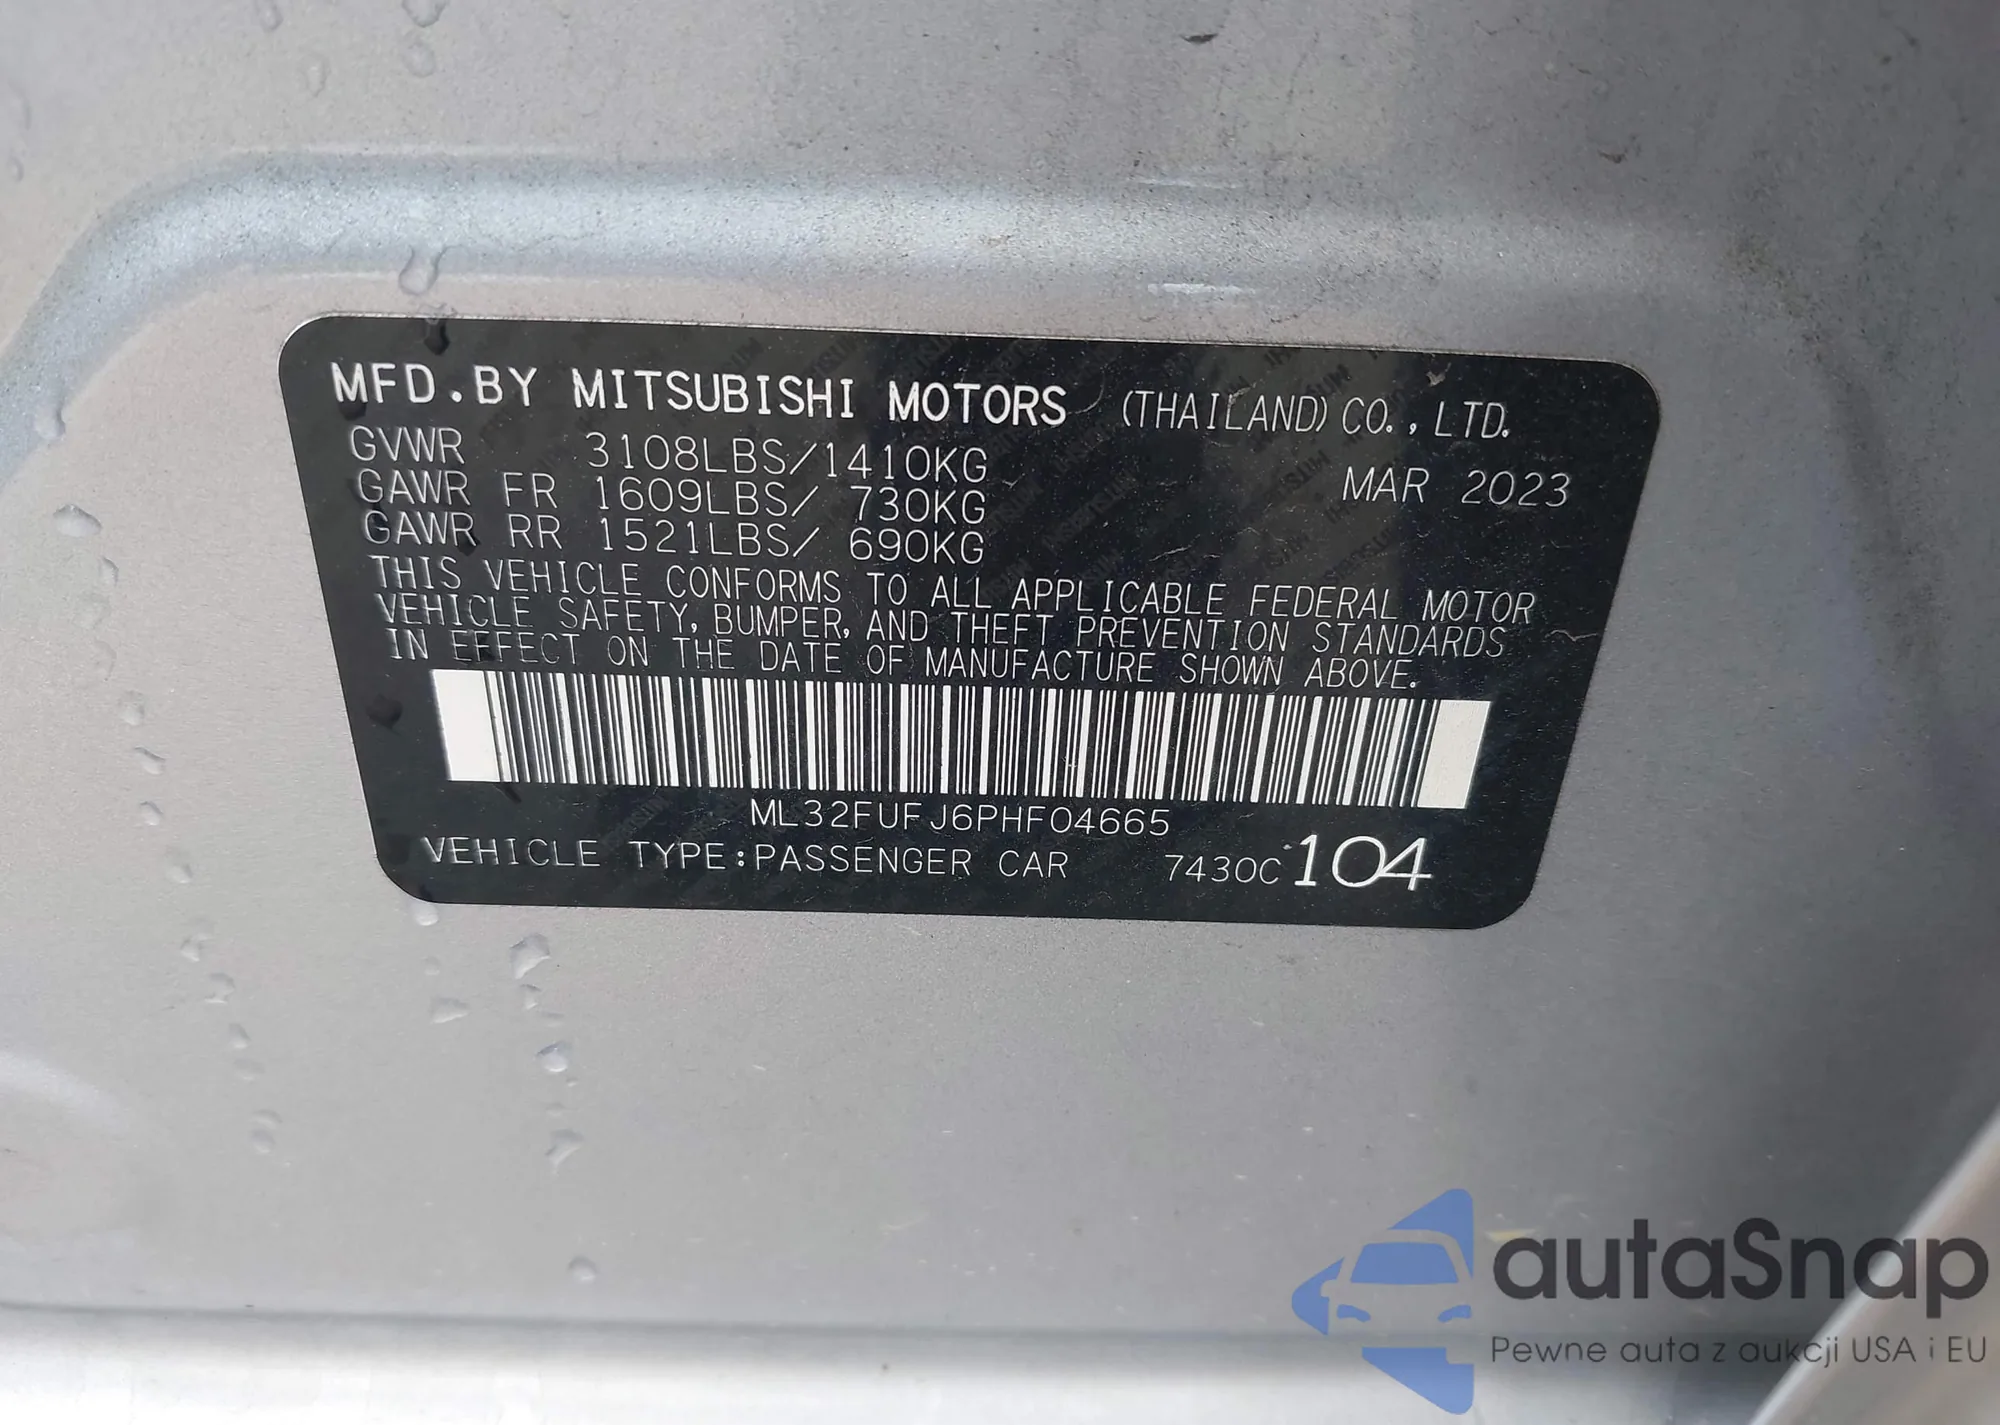 MFD.BY MITSUBISHI MOTORS (THAILAND) CO., LTD.
GVWR 3108LBS/1410KG
MAR 2023
GAWR FR 1609LBS/ 730KG
GAWR RR 1521LBS/ 690KG
THIS VEHICLE CONFORMS TO ALL APPLICABLE FEDERAL MOTOR
VEHICLE SAFETY, BUMPER, AND THEFT PREVENTION STANDARDS
IN EFFECT ON THE DATE OF MANUFACTURE SHOWN ABOVE.
ML32FUFJ6PHF04665
VEHICLE TYPE:PASSENGER CAR 7430C 104
autaSnap
Pewne auta z aukcji USA i EU